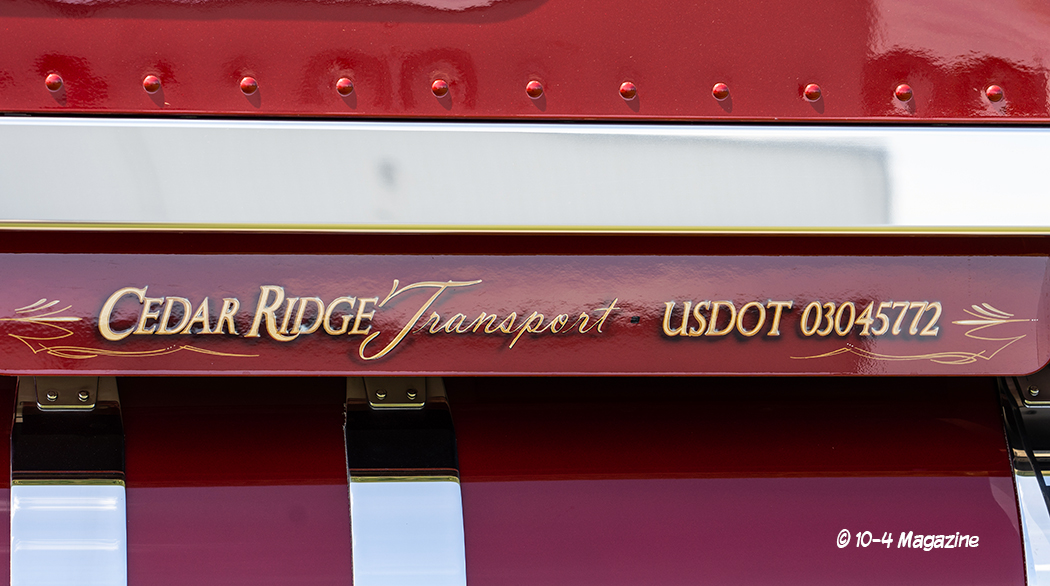 CEDAR RIDGE Transport - USDOT 03045772
© 10-4 Magazine